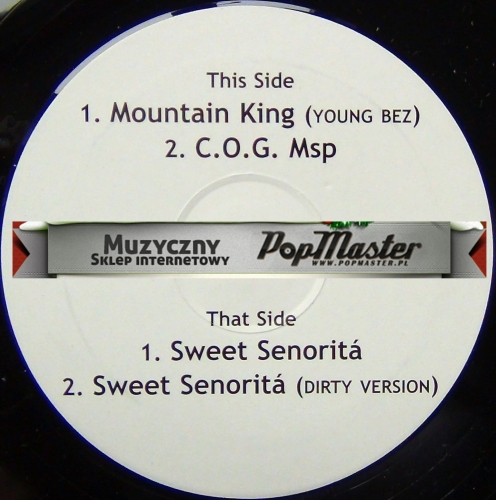 This Side
1. Mountain King (YOUNG BEZ)
2. C.O.G. Msp
MUZYCZNY
SKLEP INTERNETOWY
PopMaster
WWW.POPMASTER.PL
That Side
1. Sweet Senoritá
2. Sweet Senoritá (DIRTY VERSION)